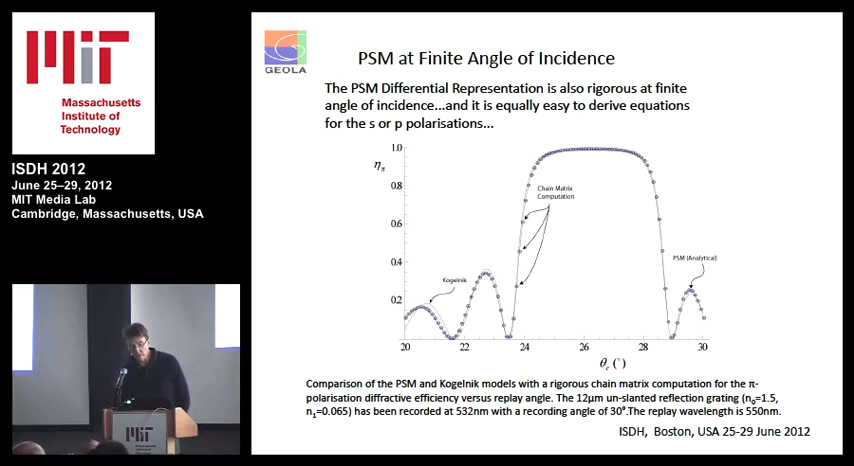 MIT
Massachusetts
Institute of
Technology
ISDH 2012
June 25–29, 2012
MIT Media Lab
Cambridge, Massachusetts, USA
MIT
GEOLA
PSM at Finite Angle of Incidence
The PSM Differential Representation is also rigorous at finite
angle of incidence...and it is equally easy to derive equations
for the s or p polarisations...
ηπ
1.0
0.8
0.6
0.4
0.2
Chain Matrix
Computation
Kogelnik
PSM (Analytical)
20 22 24 26 28 30
θc (°)
Comparison of the PSM and Kogelnik models with a rigorous chain matrix computation for the π-
polarisation diffractive efficiency versus replay angle. The 12μm un-slanted reflection grating (n0=1.5,
n1=0.065) has been recorded at 532nm with a recording angle of 30°.The replay wavelength is 550nm.
ISDH, Boston, USA 25-29 June 2012